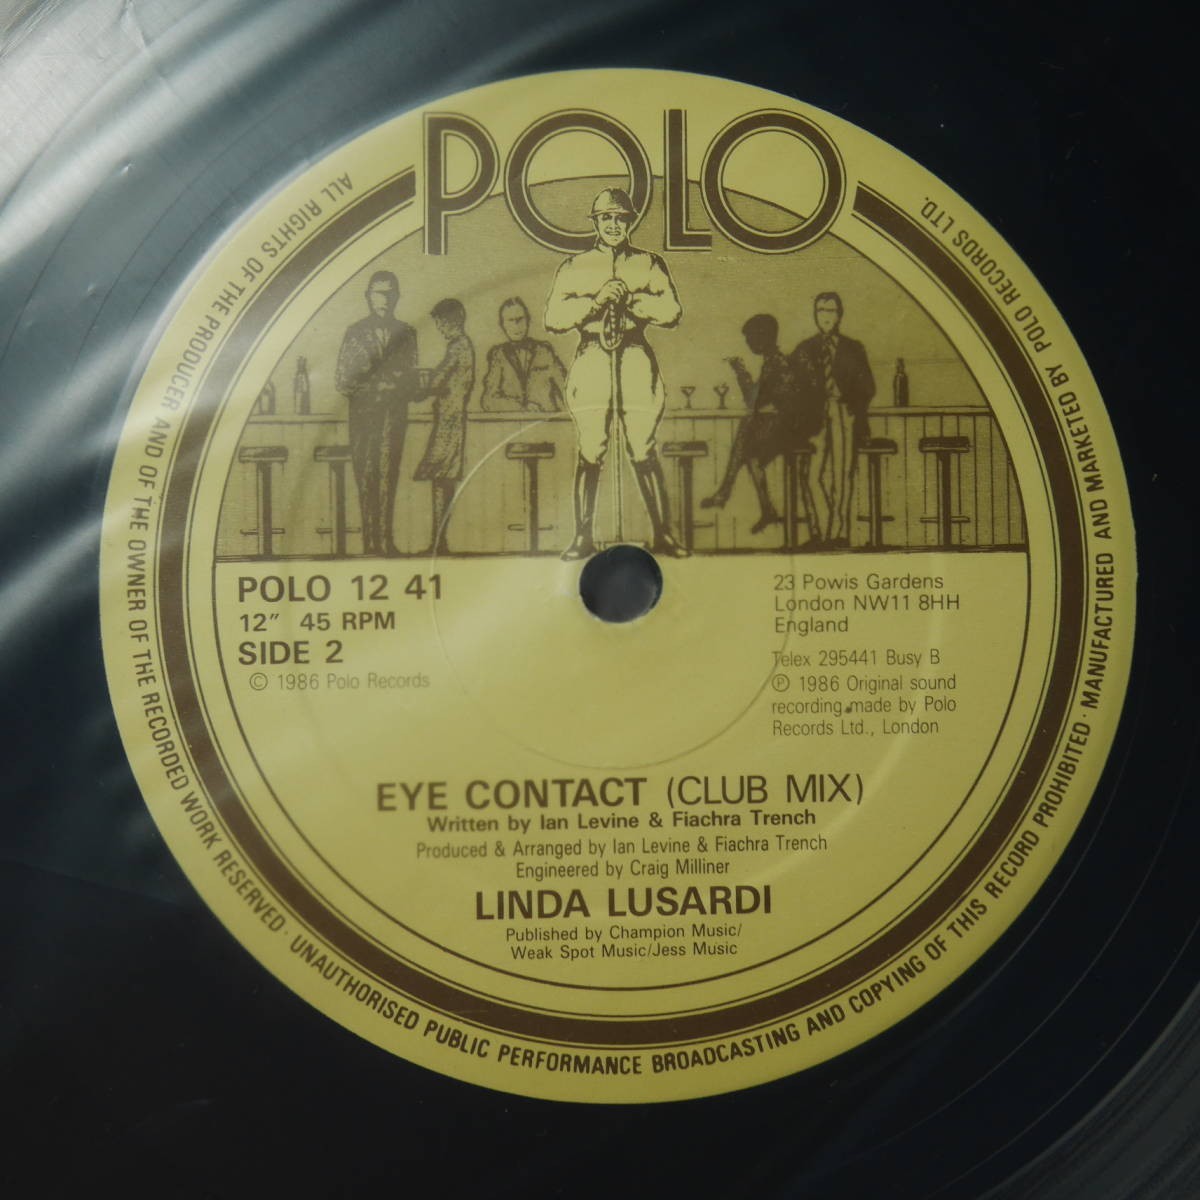 POLO
POLO 12 41
12" 45 RPM
SIDE 2
© 1986 Polo Records
23 Powis Gardens
London NW11 8HH
England
Telex 295441 Busy B
℗ 1986 Original sound
recording made by Polo
Records Ltd., London
EYE CONTACT (CLUB MIX)
Written by Ian Levine & Fiachra Trench
Produced & Arranged by Ian Levine & Fiachra Trench
Engineered by Craig Milliner
LINDA LUSARDI
Published by Champion Music/
Weak Spot Music/Jess Music
ALL RIGHTS OF THE PRODUCER AND OF THE OWNER OF THE RECORDED WORK RESERVED · UNAUTHORISED PUBLIC PERFORMANCE BROADCASTING AND COPYING OF THIS RECORD PROHIBITED · MANUFACTURED AND MARKETED BY POLO RECORDS LTD.